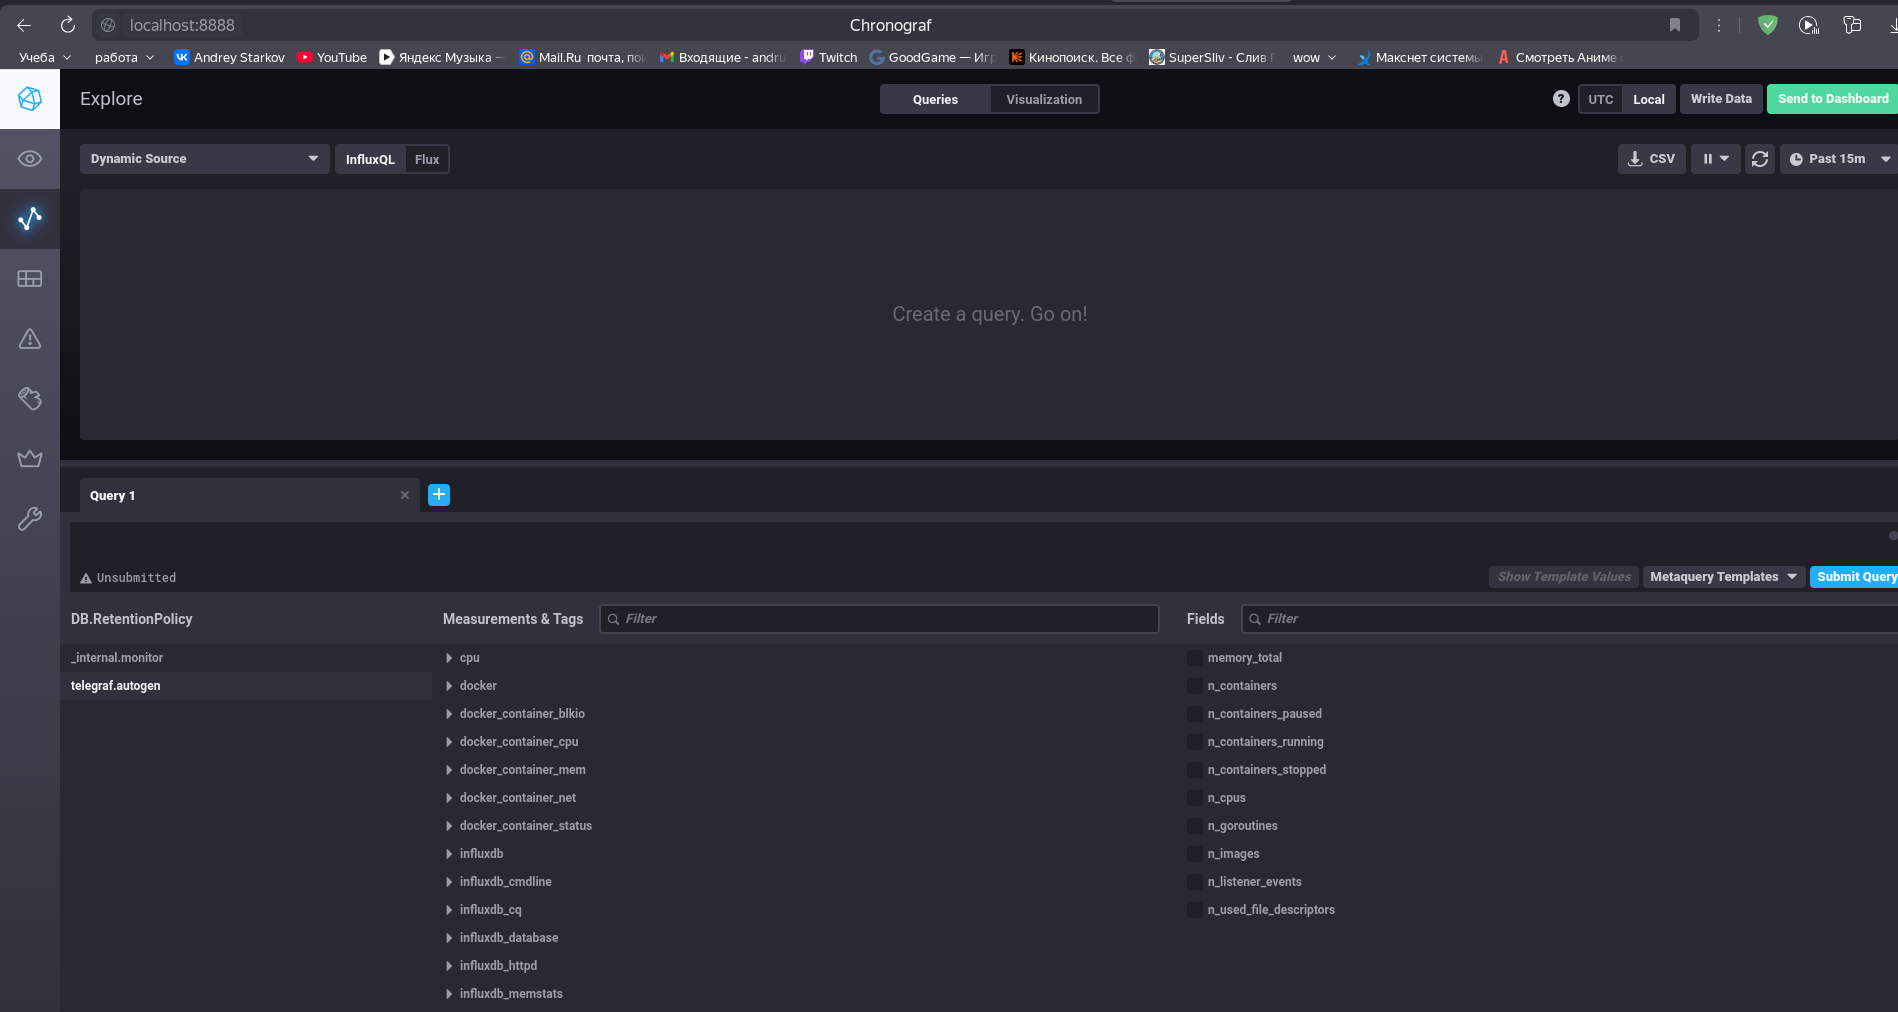 localhost:8888
Chronograf
Учеба
работа
Andrey Starkov
YouTube
Яндекс Музыка —
Mail.Ru почта, пои
Входящие - andru
Twitch
GoodGame — Игр
Кинопоиск. Все ф
SuperSliv - Слив Г
wow
Макснет системы
Смотреть Аниме
Explore
Queries
Visualization
?
UTC
Local
Write Data
Send to Dashboard
Dynamic Source
InfluxQL
Flux
CSV
Past 15m
Create a query. Go on!
Query 1
Unsubmitted
Show Template Values
Metaquery Templates
Submit Query
DB.RetentionPolicy
_internal.monitor
telegraf.autogen
Measurements & Tags
Filter
cpu
docker
docker_container_blkio
docker_container_cpu
docker_container_mem
docker_container_net
docker_container_status
influxdb
influxdb_cmdline
influxdb_cq
influxdb_database
influxdb_httpd
influxdb_memstats
Fields
Filter
memory_total
n_containers
n_containers_paused
n_containers_running
n_containers_stopped
n_cpus
n_goroutines
n_images
n_listener_events
n_used_file_descriptors